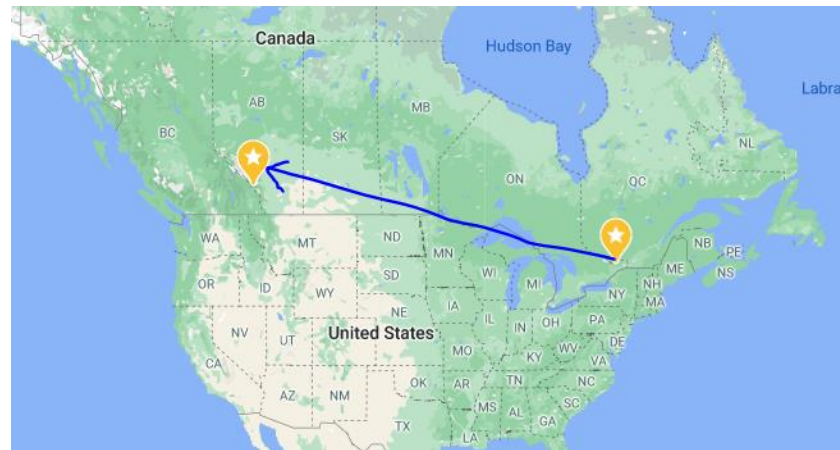 Canada
Hudson Bay
Labra
AB
MB
SK
BC
NL
ON
QC
WA
MT
ND
MN
NB
PE
ME
NS
OR
ID
SD
WI
MI
NY
NH
MA
WY
IA
NE
NV
UT
United States
IL
IN
OH
PA
CA
MO
KY
WV
DE
VA
AZ
NM
OK
AR
TN
NC
MS
AL
SC
TX
LA
GA